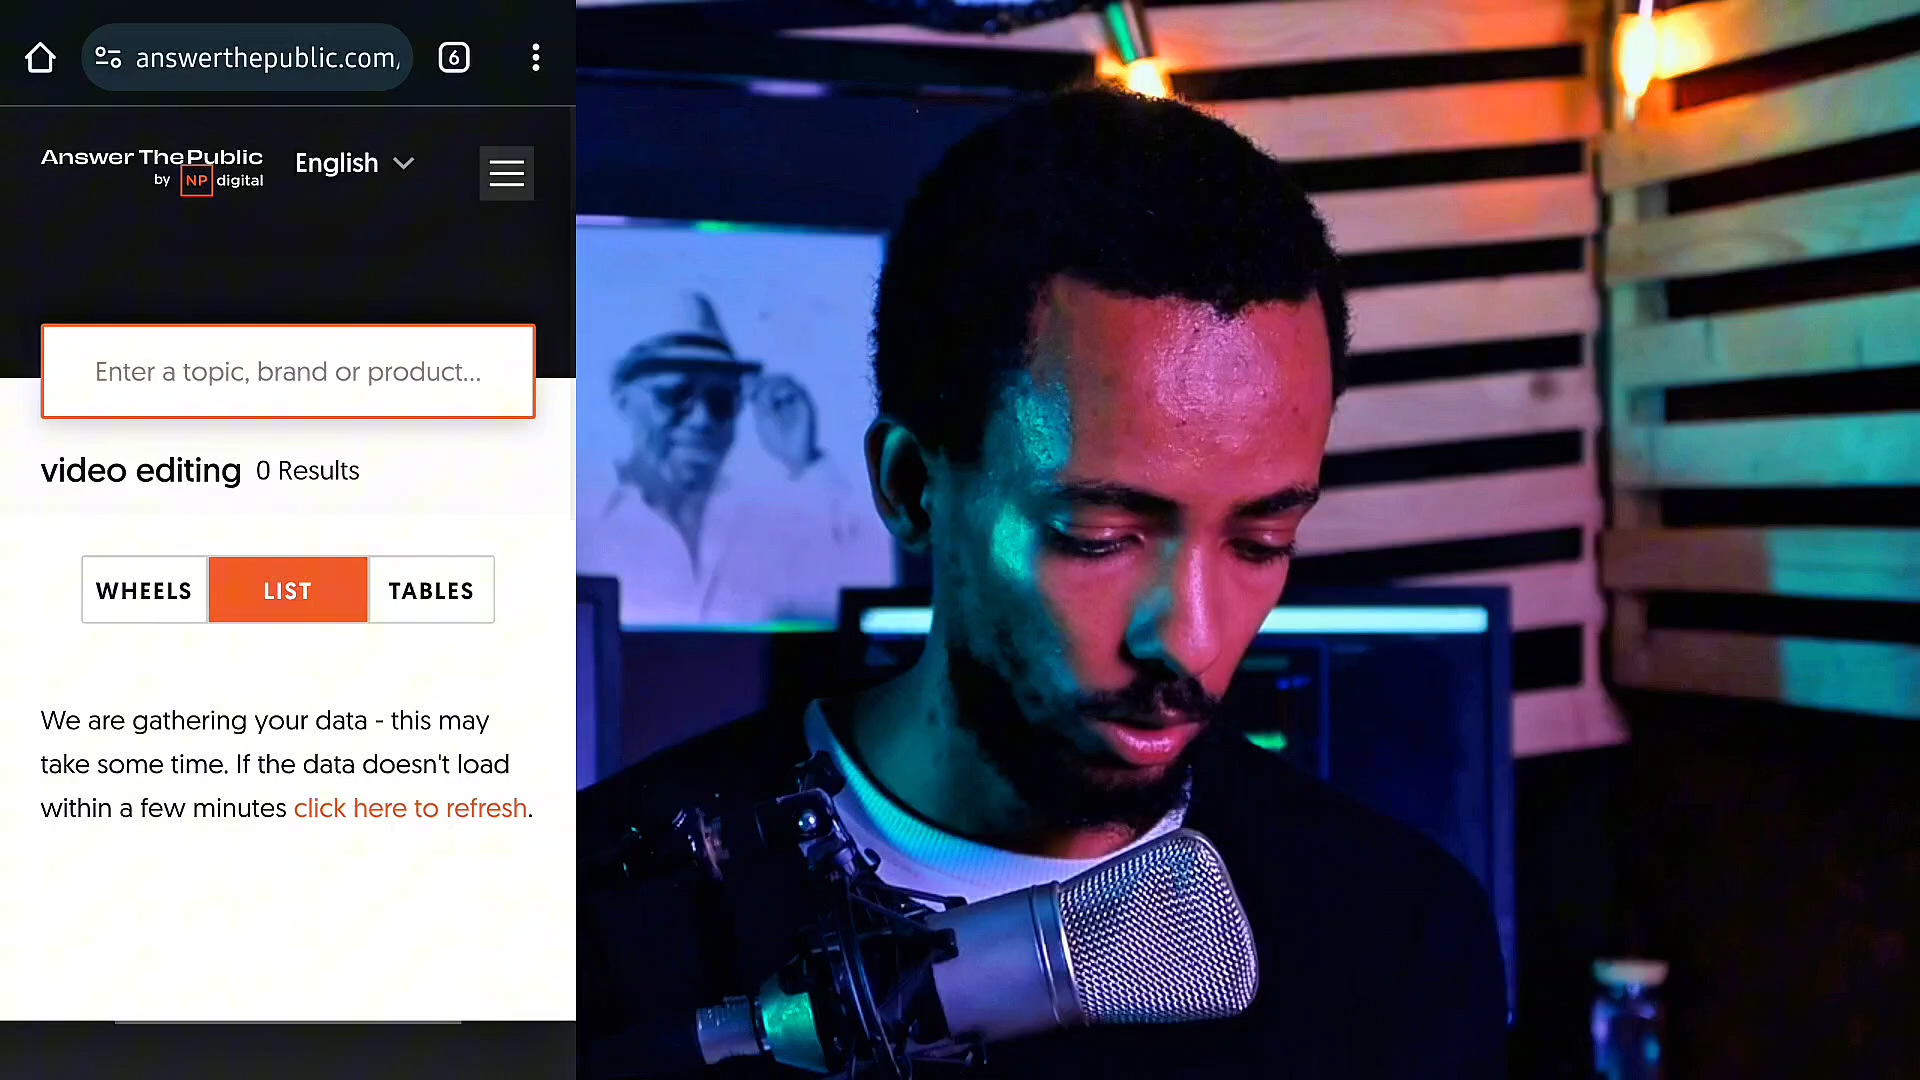 answerthepublic.com,
6
Answer The Public
by NP digital
English
Enter a topic, brand or product...
video editing 0 Results
WHEELS LIST TABLES
We are gathering your data - this may
take some time. If the data doesn't load
within a few minutes click here to refresh.